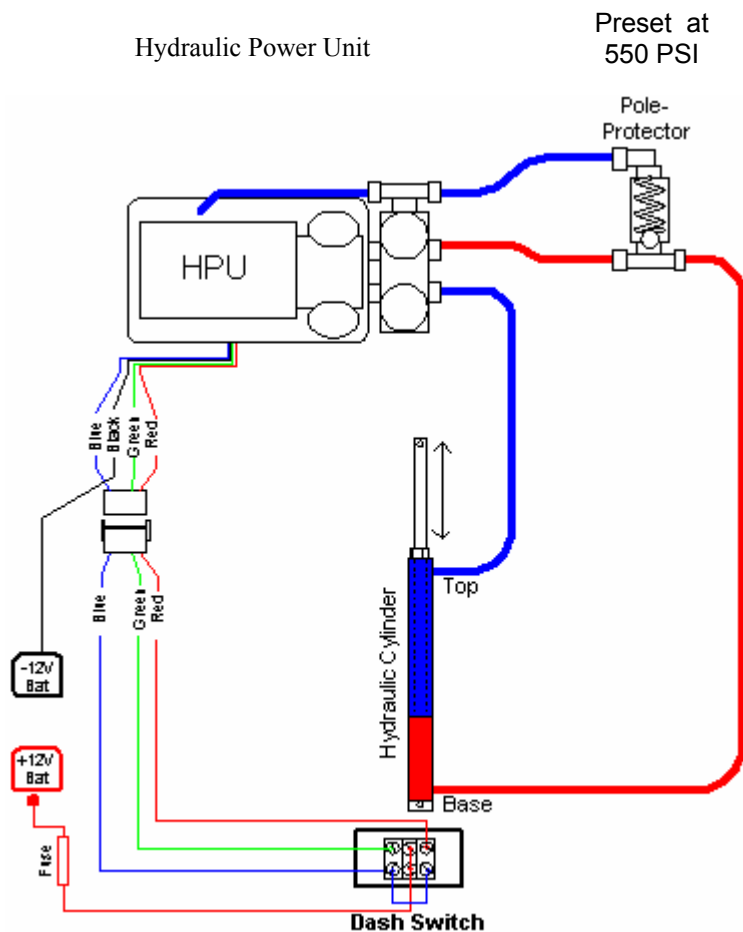 Hydraulic Power Unit
Preset at
550 PSI
Pole-
Protector
HPU
Blue
Black
Green
Red
Blue
Green
Red
Top
Hydraulic Cylinder
Base
-12V
Bat
+12V
Bat
Fuse
Dash Switch